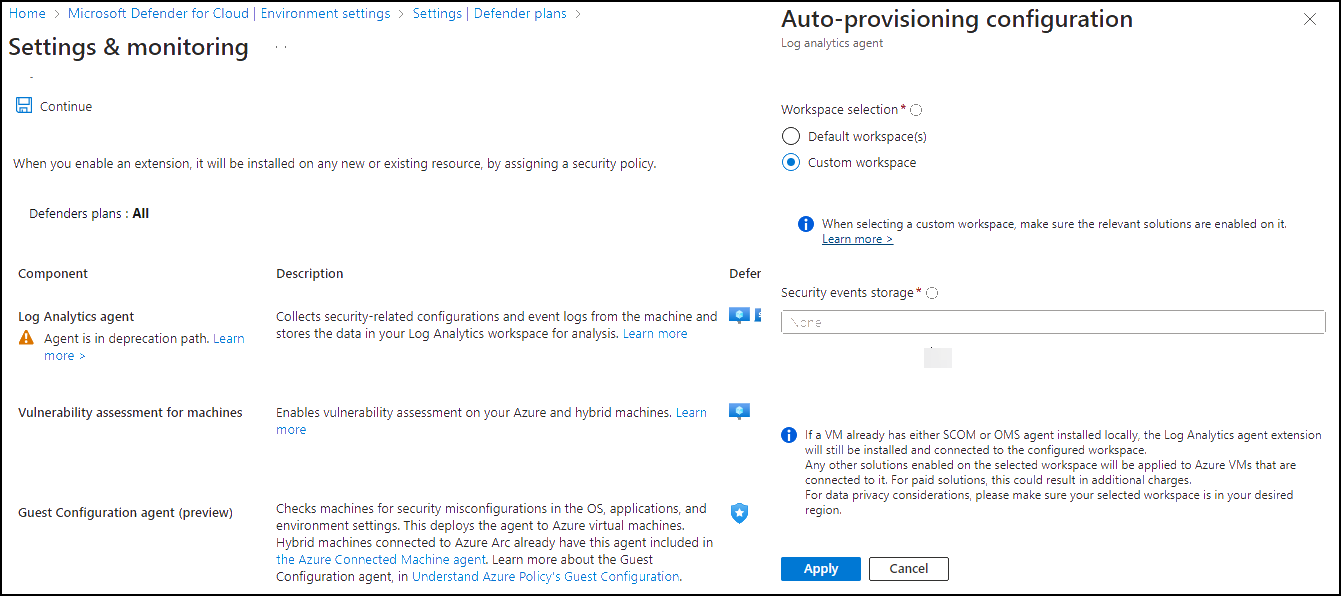 Home > Microsoft Defender for Cloud | Environment settings > Settings | Defender plans >
Settings & monitoring
Continue
When you enable an extension, it will be installed on any new or existing resource, by assigning a security policy.
Defenders plans : All
Component Description Defer
Log Analytics agent
Agent is in deprecation path. Learn
more >
Collects security-related configurations and event logs from the machine and
stores the data in your Log Analytics workspace for analysis. Learn more
Vulnerability assessment for machines
Enables vulnerability assessment on your Azure and hybrid machines. Learn
more
Guest Configuration agent (preview)
Checks machines for security misconfigurations in the OS, applications, and
environment settings. This deploys the agent to Azure virtual machines.
Hybrid machines connected to Azure Arc already have this agent included in
the Azure Connected Machine agent. Learn more about the Guest
Configuration agent, in Understand Azure Policy's Guest Configuration.
Auto-provisioning configuration
Log analytics agent
Workspace selection *
Default workspace(s)
Custom workspace
When selecting a custom workspace, make sure the relevant solutions are enabled on it.
Learn more >
Security events storage *
None
If a VM already has either SCOM or OMS agent installed locally, the Log Analytics agent extension
will still be installed and connected to the configured workspace.
Any other solutions enabled on the selected workspace will be applied to Azure VMs that are
connected to it. For paid solutions, this could result in additional charges.
For data privacy considerations, please make sure your selected workspace is in your desired
region.
Apply Cancel